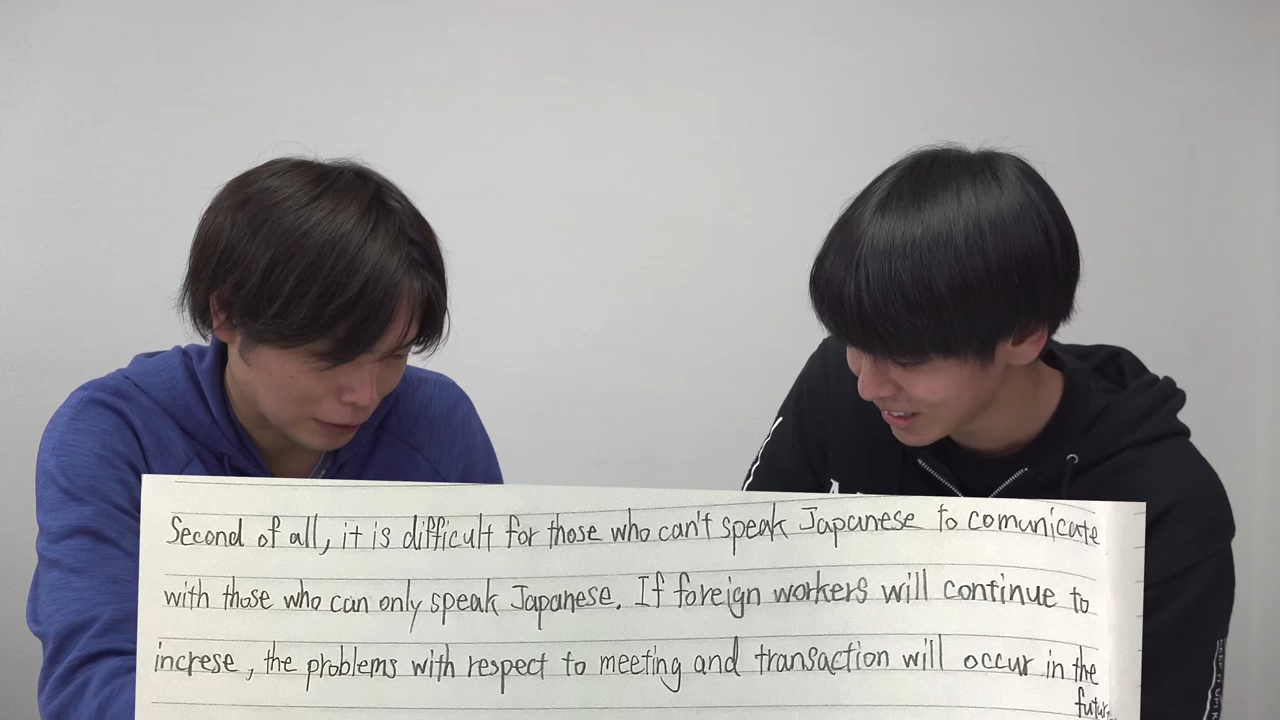 Second of all, it is difficult for those who can't speak Japanese to comunicate
with those who can only speak Japanese. If foreign workers will continue to
increse, the problems with respect to meeting and transaction will occur in the